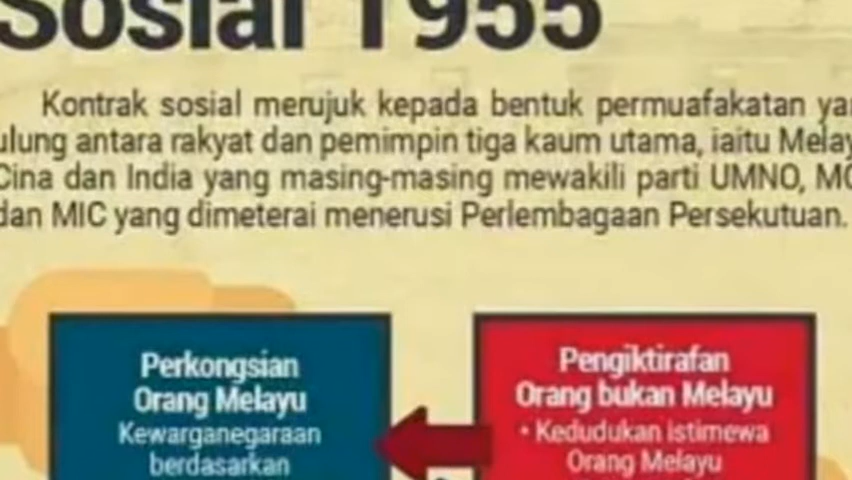 Sosial 1955
Kontrak sosial merujuk kepada bentuk permuafakatan
ulung antara rakyat dan pemimpin tiga kaum utama, iaitu
Cina dan India yang masing-masing mewakili parti UMNO,
dan MIC yang dimeterai menerusi Perlembagaan Persekutuan.
Perkongsian
Orang Melayu
Kewarganegaraan
berdasarkan
Pengiktirafan
Orang bukan Melayu
• Kedudukan istimewa
Orang Melayu